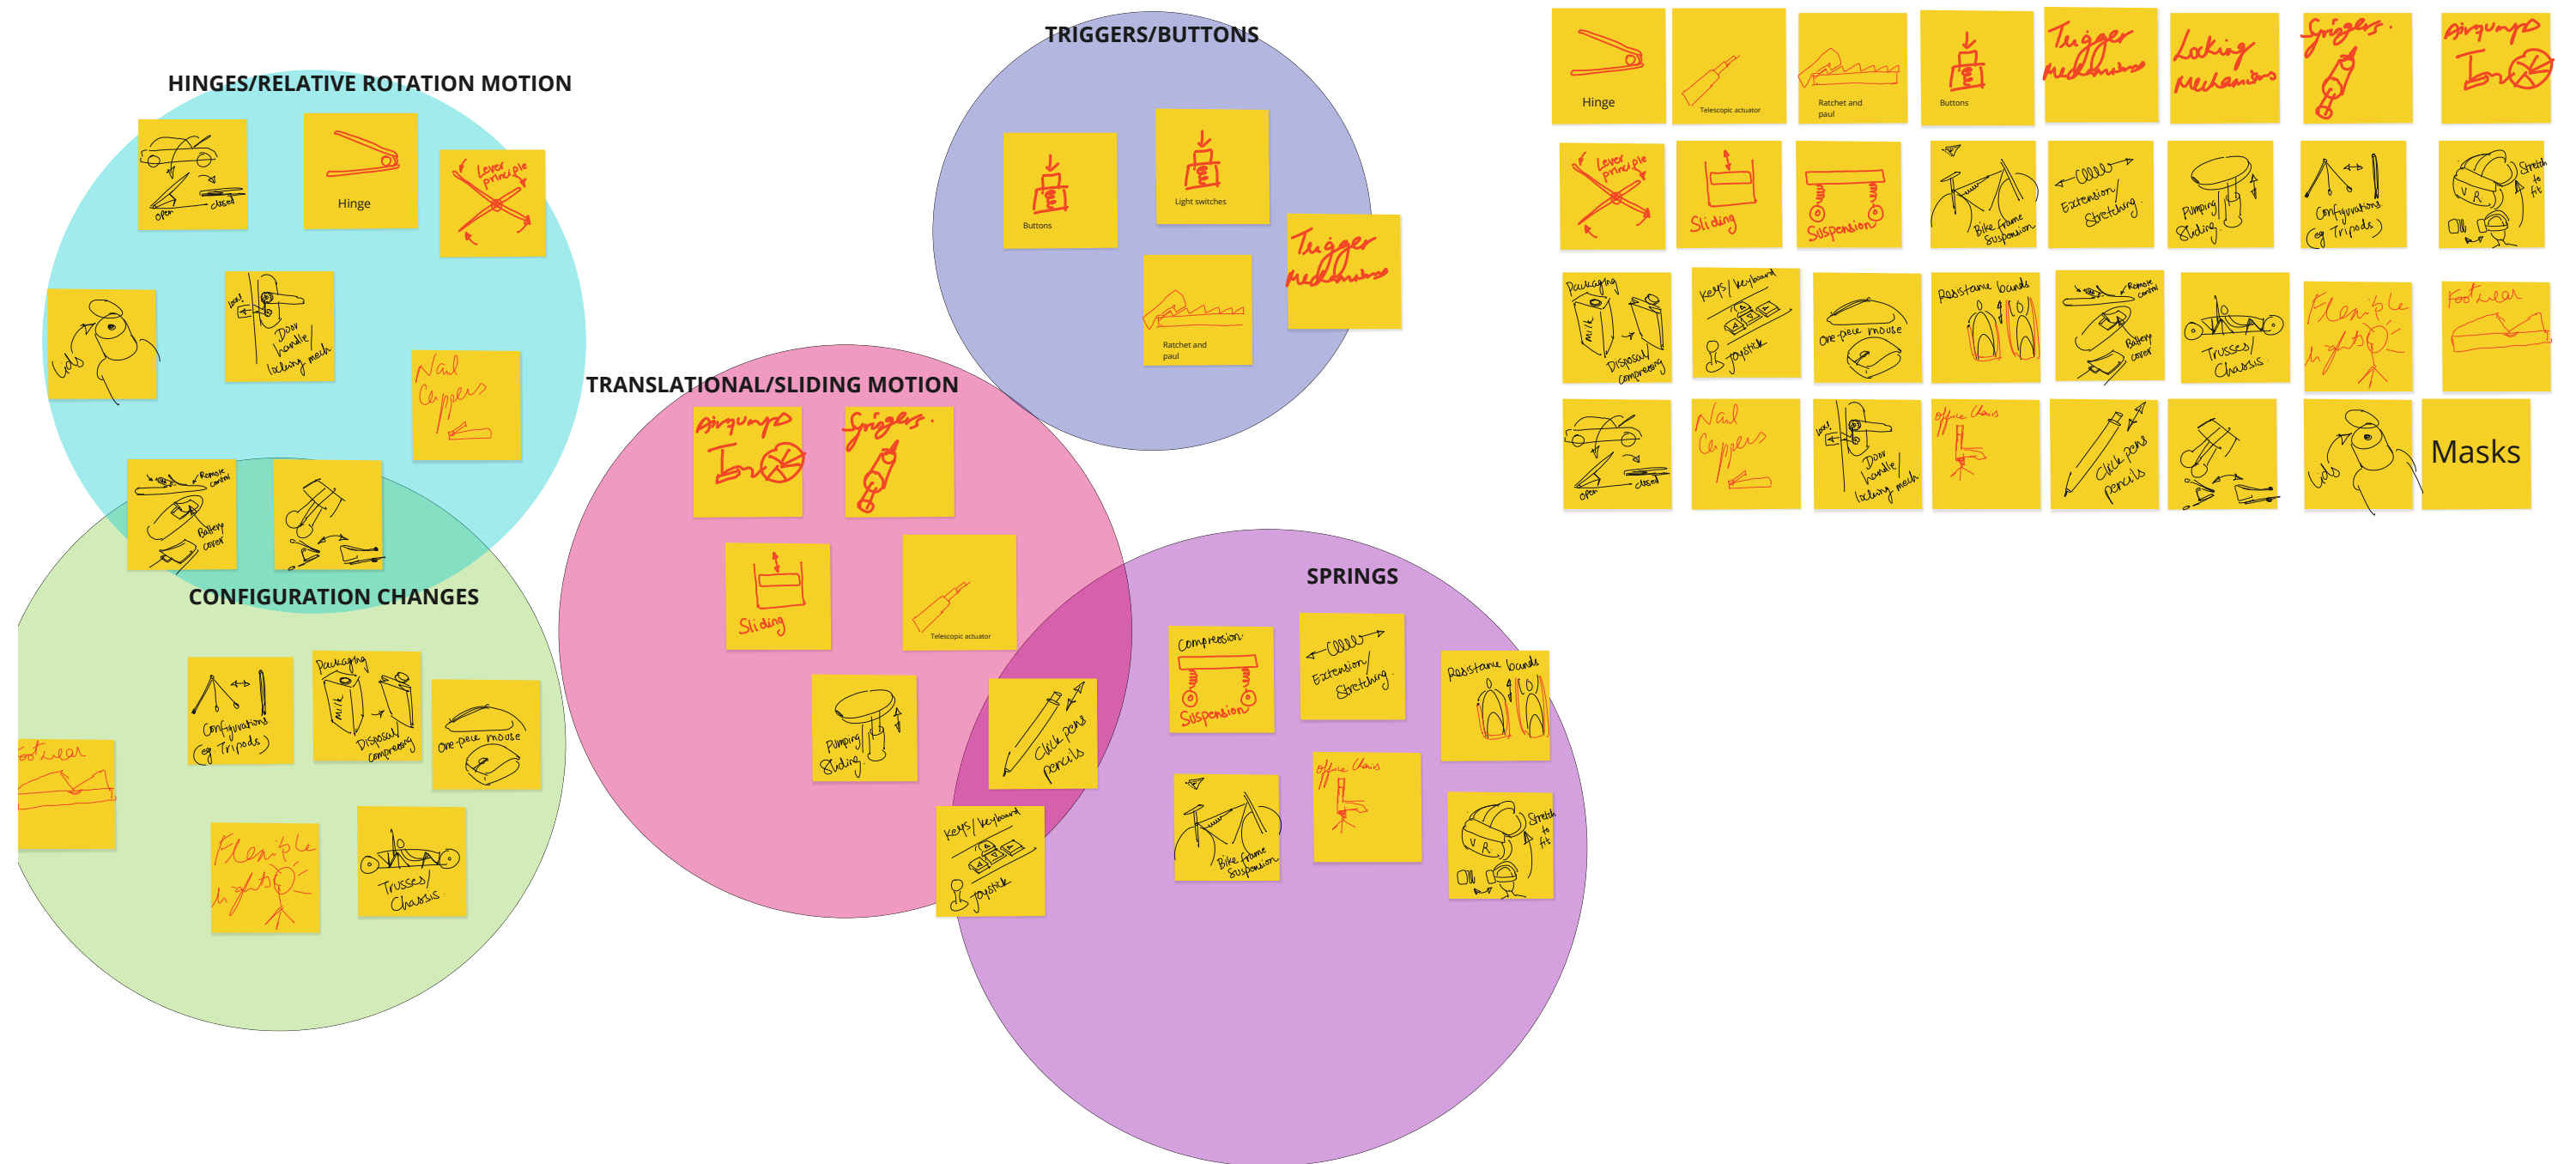 HINGES/RELATIVE ROTATION MOTION
open
closed
Hinge
Lever
principle
Lids
Lock!
Door
handle/
locking mech
Nail
Clippers
Remote
control
Battery
cover
CONFIGURATION CHANGES
Configurations
(eg. Tripods)
Packaging
Milk
Disposal/
compressing
One-piece mouse
Footwear
Flexible
lights
Trusses/
Chassis
TRIGGERS/BUTTONS
Buttons
Light switches
Trigger
Mechanisms
Ratchet and
paul
TRANSLATIONAL/SLIDING MOTION
Airpumps
Sliding
Telescopic actuator
Pumping/
Sliding
Click pens
pencils
Keys/keyboard
Joystick
SPRINGS
Compression
Suspension
Extension/
Stretching.
Resistance bands
Bike frame
suspension
Office Chairs
VR
Stretch
to
fit
Hinge
Telescopic actuator
Ratchet and
paul
Buttons
Trigger
Mechanisms
Locking
Mechanisms
Airpumps
Lever
principle
Sliding
Suspension
Bike frame
suspension
Extension/
Stretching.
Pumping/
Sliding.
Configurations
(eg. Tripods)
VR
Stretch
to
fit
Packaging
Milk
Disposal/
compressing
Keys/keyboard
Joystick
One-piece mouse
Resistance bands
Remote
control
Battery
cover
Trusses/
Chassis
Flexible
lights
Footwear
open
closed
Nail
Clippers
Lock!
Door
handle/
locking mech
Office Chairs
Click pens
pencils
Lids
Masks